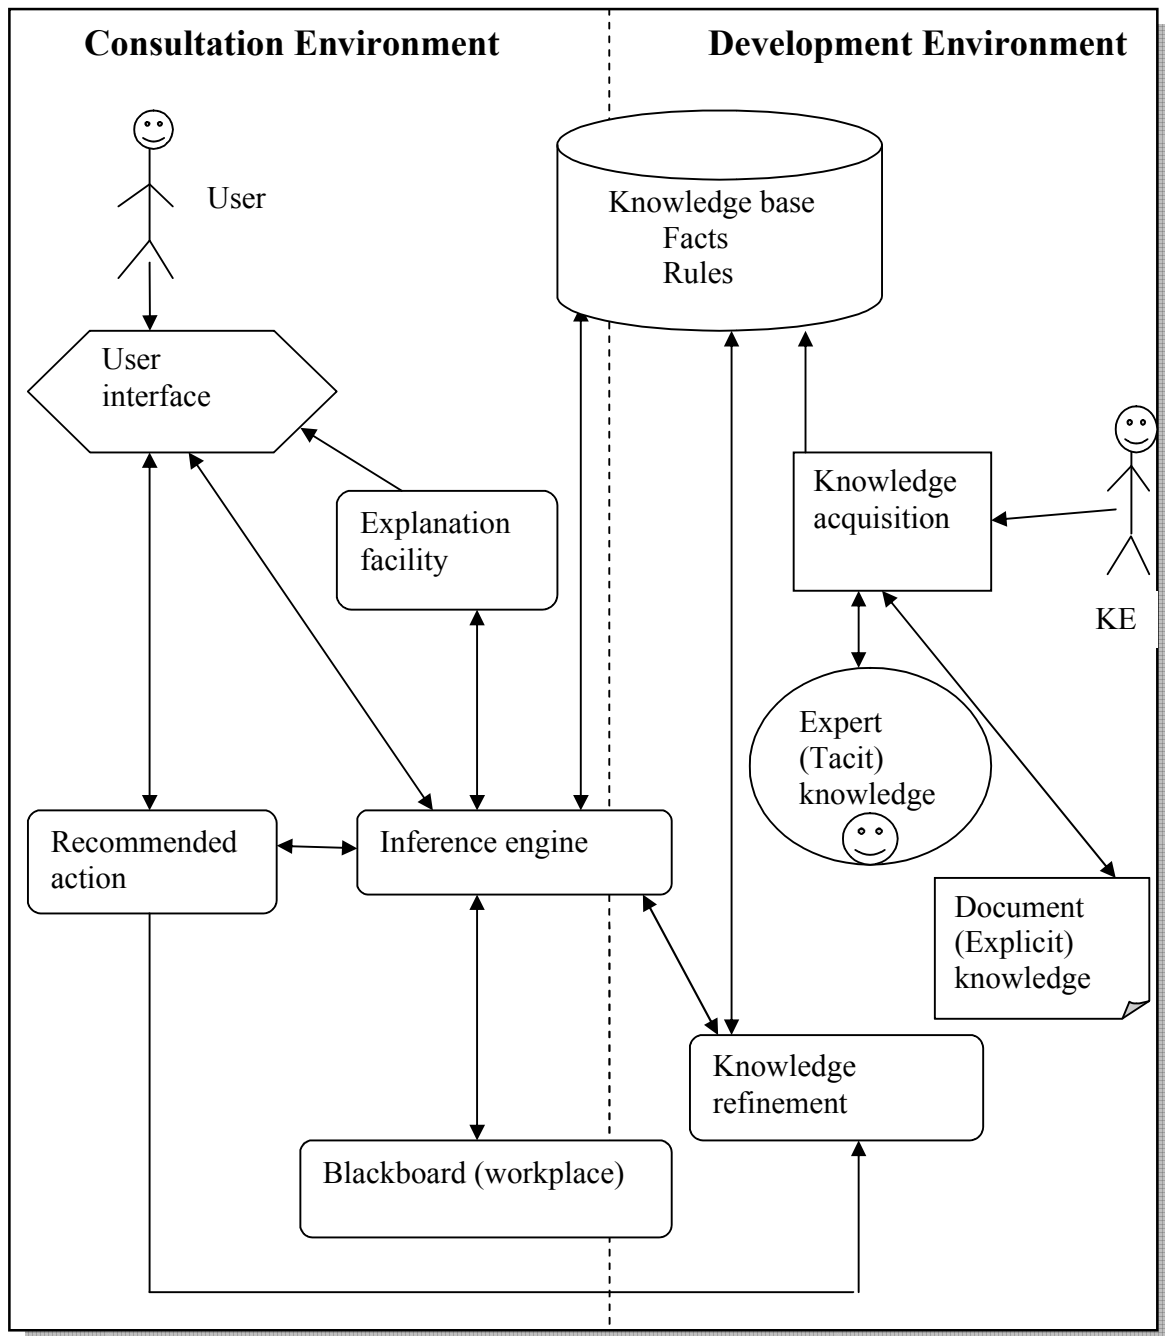 Consultation Environment
Development Environment
User
Knowledge base
Facts
Rules
User
interface
Explanation
facility
Knowledge
acquisition
KE
Expert
(Tacit)
knowledge
Recommended
action
Inference engine
Document
(Explicit)
knowledge
Knowledge
refinement
Blackboard (workplace)